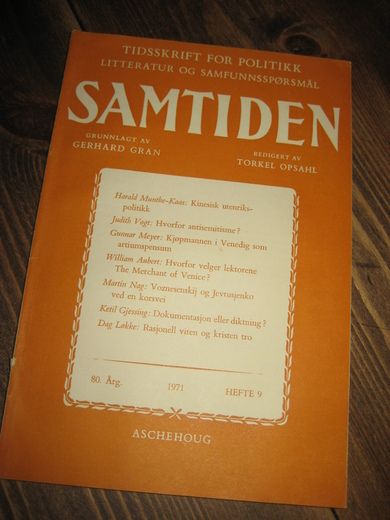 TIDSSKRIFT FOR POLITIKK
LITTERATUR OG SAMFUNNSSPØRSMÅL
SAMTIDEN
GRUNNLAGT AV
GERHARD GRAN
REDIGERT AV
TORKEL OPSAHL
Harald Munthe-Kaas: Kinesisk utenriks-
politikk
Judith Vogt: Hvorfor antisemitisme?
Gunnar Meyer: Kjøpmannen i Venedig som
artiumspensum
William Aubert: Hvorfor velger lektorene
The Merchant of Venice?
Martin Nag: Voznesenskij og Jevtusjenko
ved en korsvei
Ketil Gjessing: Dokumentasjon eller diktning?
Dag Løkke: Rasjonell viten og kristen tro
80. Årg. 1971 HEFTE 9
ASCHEHOUG